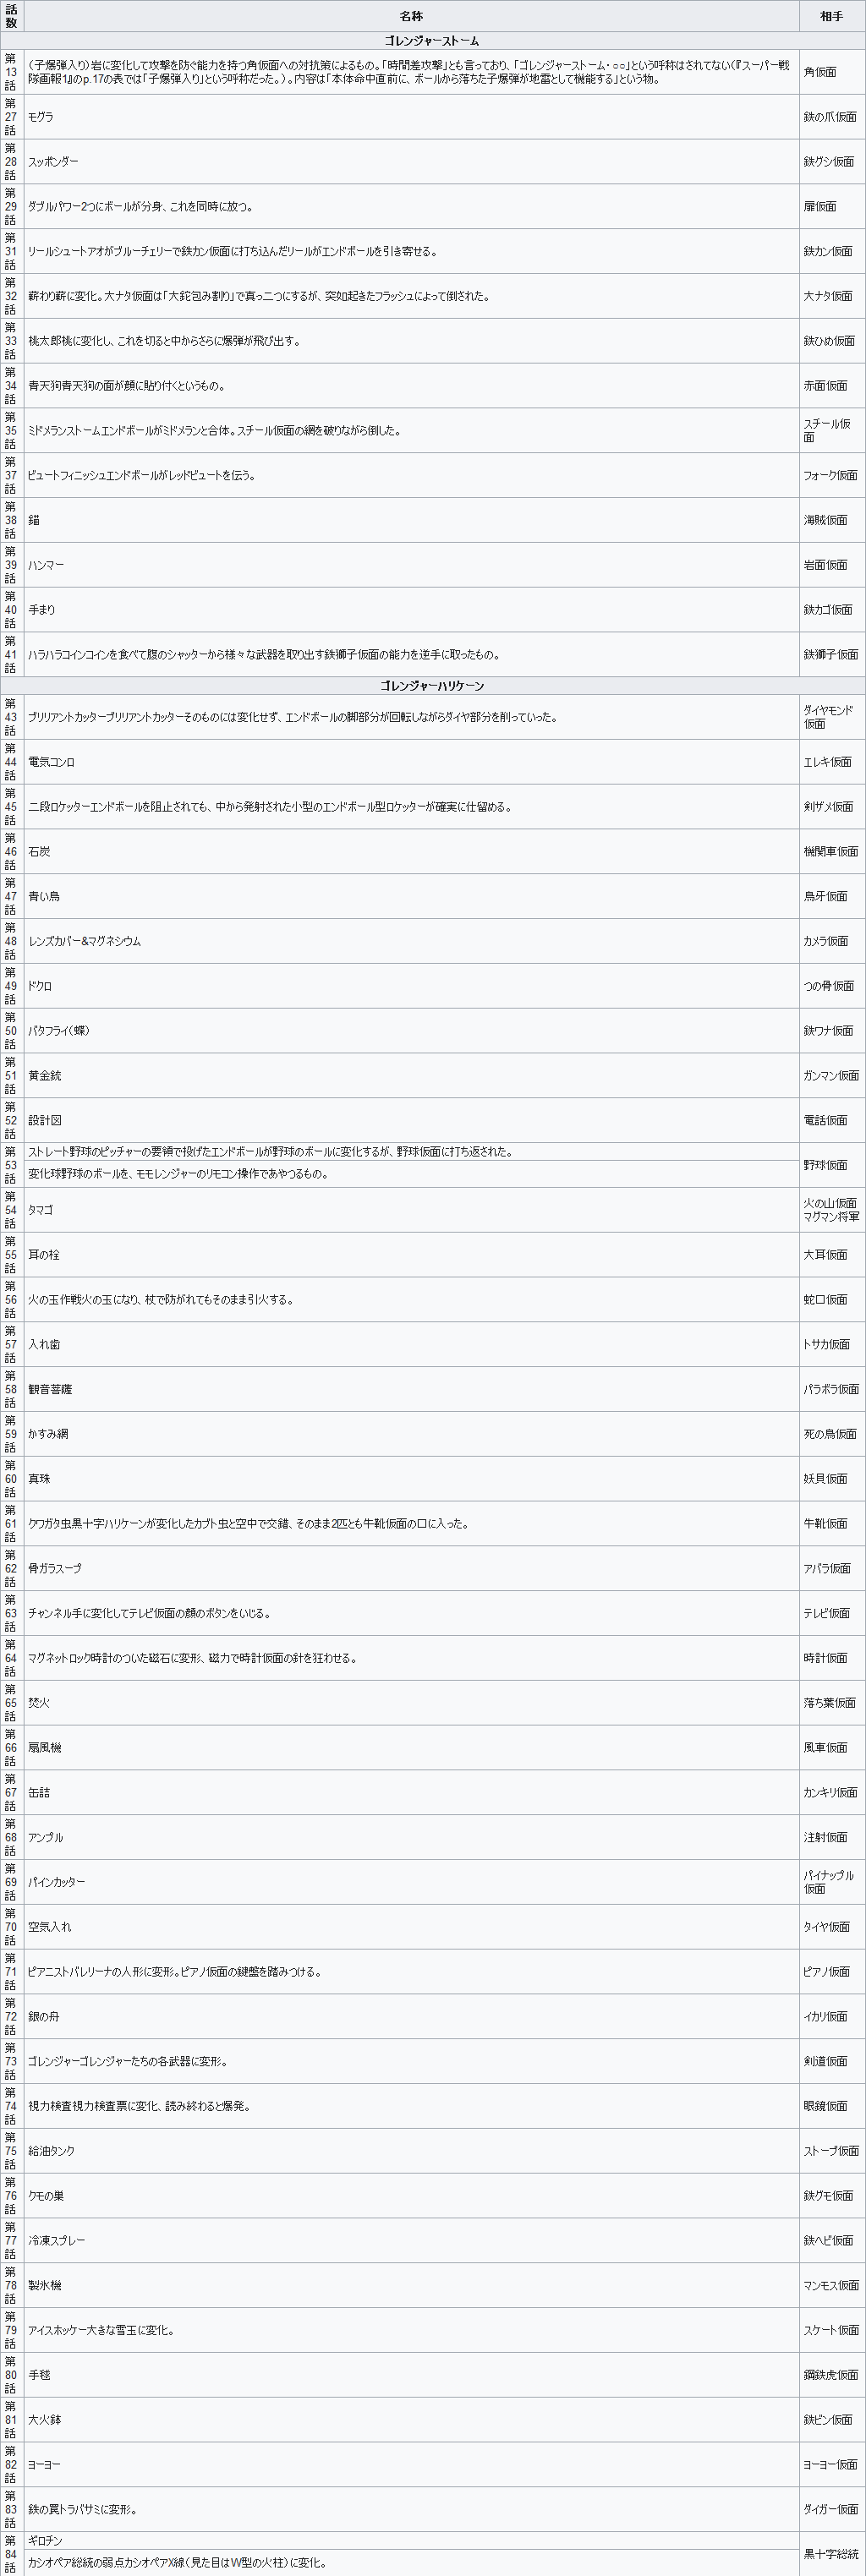 話数 名称 相手
ゴレンジャーストーム
第13話 （子爆弾入り）岩に変化して攻撃を防ぐ能力を持つ角仮面への対抗策によるもの。「時間差攻撃」とも言っており、「ゴレンジャーストーム・○○」という呼称はされてない（『スーパー戦
隊画報1』のp.17の表では「子爆弾入り」という呼称だった。）。内容は「本体命中直前に、ボールから落ちた子爆弾が地雷として機能する」という物。 角仮面
第27話 モグラ 鉄の爪仮面
第28話 スッポンダー 鉄グシ仮面
第29話 ダブルパワー2つにボールが分身、これを同時に放つ。 扉仮面
第31話 リールシュートアオがブルーチェリーで鉄カン仮面に打ち込んだリールがエンドボールを引き寄せる。 鉄カン仮面
第32話 薪わり薪に変化。大ナタ仮面は「大鉈包み割り」で真っ二つにするが、突如起きたフラッシュによって倒された。 大ナタ仮面
第33話 桃太郎桃に変化し、これを切ると中からさらに爆弾が飛び出す。 鉄ひめ仮面
第34話 青天狗青天狗の面が顔に貼り付くというもの。 赤面仮面
第35話 ミドメランストームエンドボールがミドメランと合体。スチール仮面の網を破りながら倒した。 スチール仮面
第37話 ビュートフィニッシュエンドボールがレッドビュートを伝う。 フォーク仮面
第38話 錨 海賊仮面
第39話 ハンマー 岩面仮面
第40話 手まり 鉄カゴ仮面
第41話 ハラハラコインコインを食べて腹のシャッターから様々な武器を取り出す鉄獅子仮面の能力を逆手に取ったもの。 鉄獅子仮面
ゴレンジャーハリケーン
第43話 ブリリアントカッターブリリアントカッターそのものには変化せず、エンドボールの脚部分が回転しながらダイヤ部分を削っていった。 ダイヤモンド仮面
第44話 電気コンロ エレキ仮面
第45話 二段ロケッターエンドボールを阻止されても、中から発射された小型のエンドボール型ロケッターが確実に仕留める。 剣ザメ仮面
第46話 石炭 機関車仮面
第47話 青い鳥 鳥牙仮面
第48話 レンズカバー&マグネシウム カメラ仮面
第49話 ドクロ つの骨仮面
第50話 バタフライ（蝶） 鉄ワナ仮面
第51話 黄金銃 ガンマン仮面
第52話 設計図 電話仮面
第53話 ストレート野球のピッチャーの要領で投げたエンドボールが野球のボールに変化するが、野球仮面に打ち返された。 野球仮面
変化球野球のボールを、モモレンジャーのリモコン操作であやつるもの。
第54話 タマゴ 火の山仮面マグマン将軍
第55話 耳の栓 大耳仮面
第56話 火の玉作戦火の玉になり、杖で防がれてもそのまま引火する。 蛇口仮面
第57話 入れ歯 トサカ仮面
第58話 観音菩薩 パラボラ仮面
第59話 かすみ網 死の鳥仮面
第60話 真珠 妖貝仮面
第61話 クワガタ虫黒十字ハリケーンが変化したカブト虫と空中で交錯、そのまま2匹とも牛靴仮面の口に入った。 牛靴仮面
第62話 骨ガラスープ アバラ仮面
第63話 チャンネル手に変化してテレビ仮面の顔のボタンをいじる。 テレビ仮面
第64話 マグネットロック時計のついた磁石に変形、磁力で時計仮面の針を狂わせる。 時計仮面
第65話 焚火 落ち葉仮面
第66話 扇風機 風車仮面
第67話 缶詰 カンキリ仮面
第68話 アンプル 注射仮面
第69話 パインカッター パイナップル仮面
第70話 空気入れ タイヤ仮面
第71話 ピアニストバレリーナの人形に変形。ピアノ仮面の鍵盤を踏みつける。 ピアノ仮面
第72話 銀の舟 イカリ仮面
第73話 ゴレンジャーゴレンジャーたちの各武器に変形。 剣道仮面
第74話 視力検査視力検査票に変化、読み終わると爆発。 眼鏡仮面
第75話 給油タンク ストーブ仮面
第76話 クモの巣 鉄グモ仮面
第77話 冷凍スプレー 鉄ヘビ仮面
第78話 製氷機 マンモス仮面
第79話 アイスホッケー大きな雪玉に変化。 スケート仮面
第80話 手毬 鋼鉄虎仮面
第81話 大火鉢 鉄ビン仮面
第82話 ヨーヨー ヨーヨー仮面
第83話 鉄の罠トラバサミに変形。 ダイガー仮面
第84話 ギロチン 黒十字総統
カシオペア総統の弱点カシオペアX線（見た目はW型の火柱）に変化。